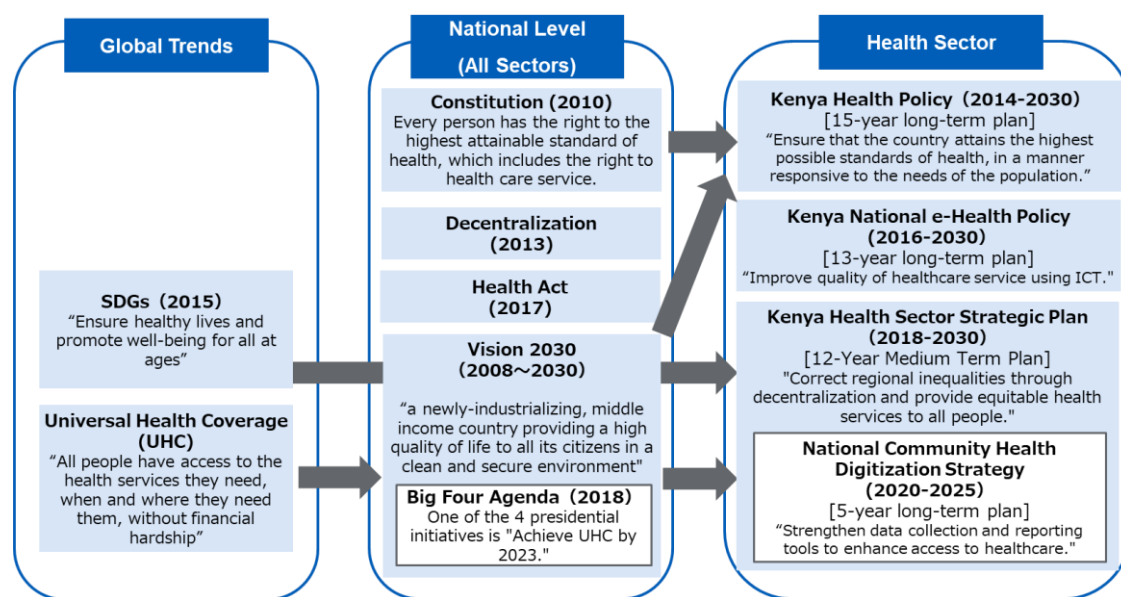 Global Trends
SDGs（2015）
“Ensure healthy lives and
promote well-being for all at
ages”
Universal Health Coverage
(UHC)
“All people have access to the
health services they need,
when and where they need
them, without financial
hardship”
National Level
(All Sectors)
Constitution (2010)
Every person has the right to the
highest attainable standard of
health, which includes the right to
health care service.
Decentralization
(2013)
Health Act
(2017)
Vision 2030
（2008～2030）
"a newly-industrializing, middle
income country providing a high
quality of life to all its citizens in a
clean and secure environment"
Big Four Agenda（2018）
One of the 4 presidential
initiatives is "Achieve UHC by
2023."
Health Sector
Kenya Health Policy（2014-2030）
[15-year long-term plan]
“Ensure that the country attains the highest
possible standards of health, in a manner
responsive to the needs of the population.”
Kenya National e-Health Policy
(2016-2030)
[13-year long-term plan]
“Improve quality of healthcare service using ICT."
Kenya Health Sector Strategic Plan
(2018-2030)
[12-Year Medium Term Plan]
"Correct regional inequalities through
decentralization and provide equitable health
services to all people."
National Community Health
Digitization Strategy
(2020-2025)
[5-year long-term plan]
“Strengthen data collection and reporting
tools to enhance access to healthcare."